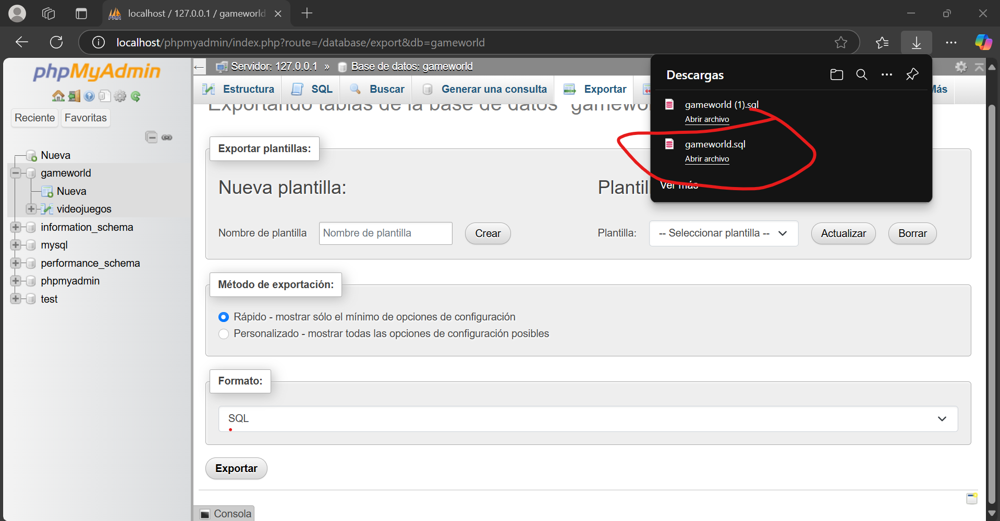 localhost / 127.0.0.1 / gameworld
localhost/phpmyadmin/index.php?route=/database/export&db=gameworld
phpMyAdmin
Reciente
Favoritas
Nueva
gameworld
Nueva
videojuegos
information_schema
mysql
performance_schema
phpmyadmin
test
Servidor: 127.0.0.1 » Base de datos: gameworld
Estructura
SQL
Buscar
Generar una consulta
Exportar
Más
Exportando tablas de la base de datos "gamewo
Descargas
gameworld (1).sql
Abrir archivo
gameworld.sql
Abrir archivo
Ver más
Exportar plantillas:
Nueva plantilla:
Plantil
Nombre de plantilla
Nombre de plantilla
Crear
Plantilla:
-- Seleccionar plantilla --
Actualizar
Borrar
Método de exportación:
Rápido - mostrar sólo el mínimo de opciones de configuración
Personalizado - mostrar todas las opciones de configuración posibles
Formato:
SQL
Exportar
Consola